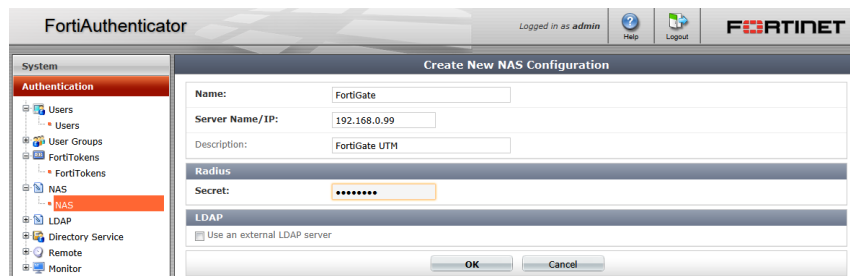 FortiAuthenticator
Logged in as admin
Help
Logout
FORTINET
System
Authentication
Users
Users
User Groups
FortiTokens
FortiTokens
NAS
NAS
LDAP
Directory Service
Remote
Monitor
Create New NAS Configuration
Name: FortiGate
Server Name/IP: 192.168.0.99
Description: FortiGate UTM
Radius
Secret: ••••••••
LDAP
Use an external LDAP server
OK Cancel